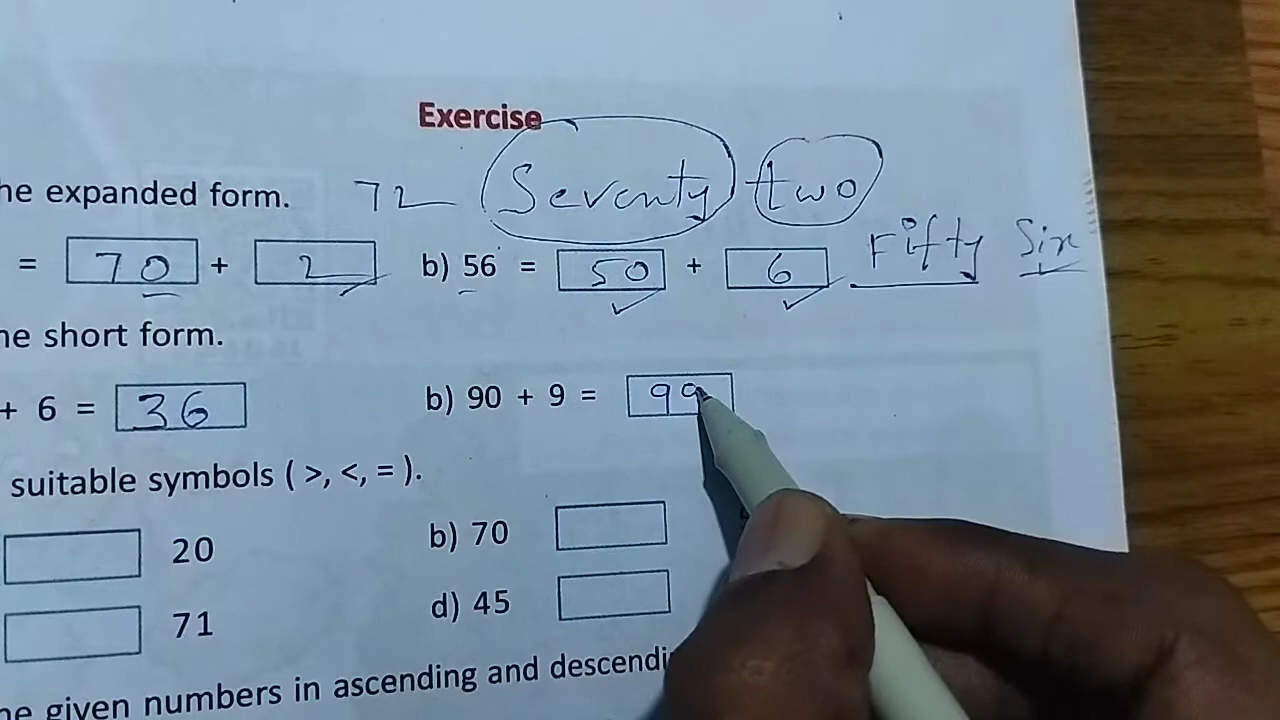 Exercise
he expanded form. 72 Seventy two
= 70 + 2 b) 56 = 50 + 6 Fifty Six
he short form.
+ 6 = 36 b) 90 + 9 = 99
suitable symbols ( >, <, = ).
20 b) 70
71 d) 45
he given numbers in ascending and descendi